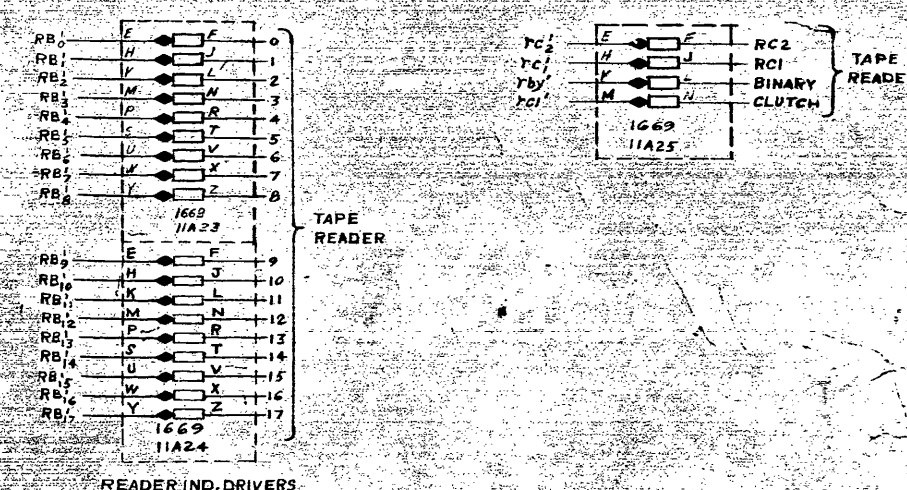 RB'0 E F 0
RB'1 H J 1
RB'2 K L 2
RB'3 M N 3
RB'4 P R 4
RB'5 S T 5
RB'6 U V 6
RB'7 X 7
RB'8 Y Z 8
1669
11A23
TAPE
READER
RB'9 E F 9
RB'10 H J 10
RB'11 K L 11
RB'12 M N 12
RB'13 P R 13
RB'14 S T 14
RB'15 U V 15
RB'16 W X 16
RB'17 Y Z 17
1669
11A24
READER IND. DRIVERS
rc'2 E F RC2
rc'1 H J RC1
rby' K L BINARY
rcl' M N CLUTCH
1669
11A25
TAPE
READE